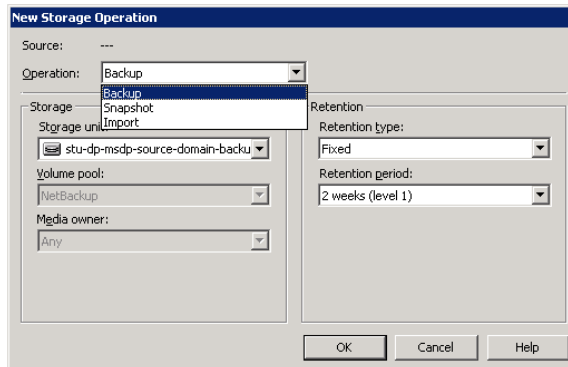 New Storage Operation
Source: ---
Operation: Backup
Backup
Snapshot
Import
Storage
Storage unit:
stu-dp-msdp-source-domain-backu
Volume pool:
NetBackup
Media owner:
Any
Retention
Retention type:
Fixed
Retention period:
2 weeks (level 1)
OK Cancel Help